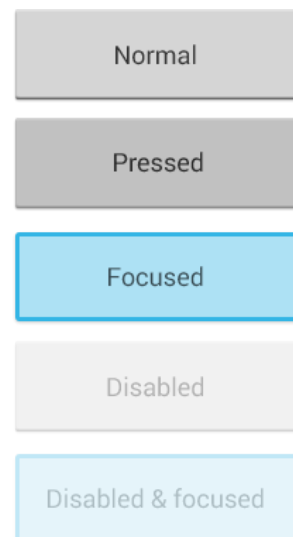 Normal
Pressed
Focused
Disabled
Disabled & focused